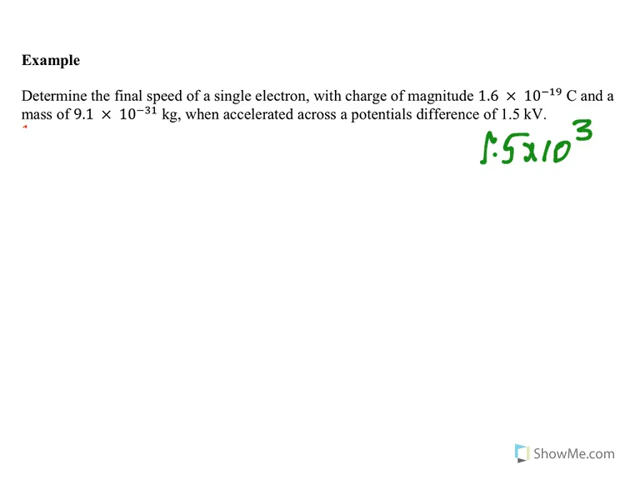 Example
Determine the final speed of a single electron, with charge of magnitude 1.6 × 10⁻¹⁹ C and a
mass of 9.1 × 10⁻³¹ kg, when accelerated across a potentials difference of 1.5 kV.
1.5x10³
ShowMe.com